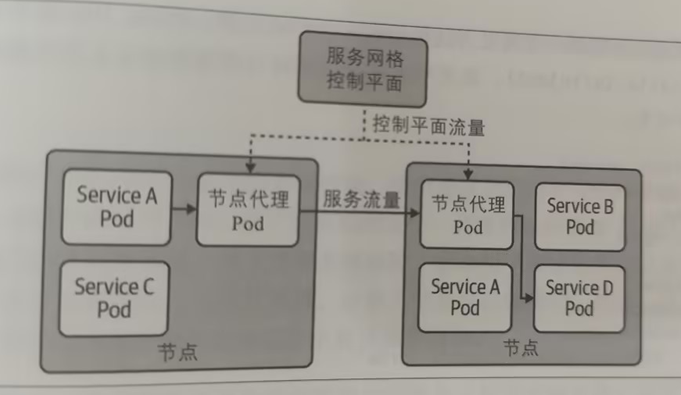 服务网格
控制平面
控制平面流量
Service A
Pod
节点代理
Pod
服务流量
节点代理
Pod
Service B
Pod
Service C
Pod
Service A
Pod
Service D
Pod
节点
节点